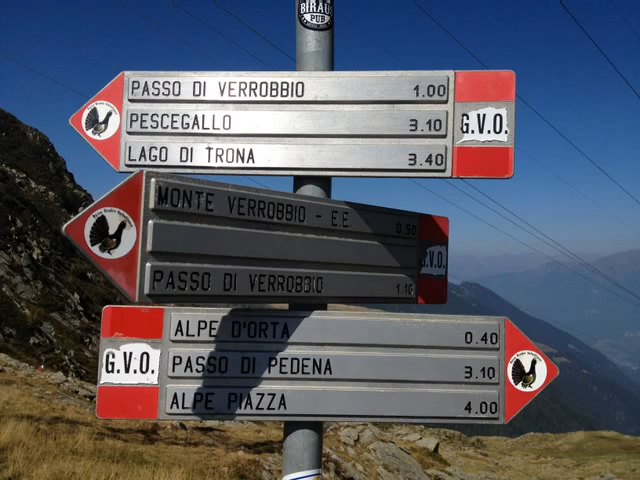 BIRAUS
PUB
PASSO DI VERROBBIO 1.00
PESCEGALLO 3.10
LAGO DI TRONA 3.40
G.V.O.
MONTE VERROBBIO - E.E. 0.50
PASSO DI VERROBBIO 1.10
G.V.O.
G.V.O.
ALPE D'ORTA 0.40
PASSO DI PEDENA 3.10
ALPE PIAZZA 4.00